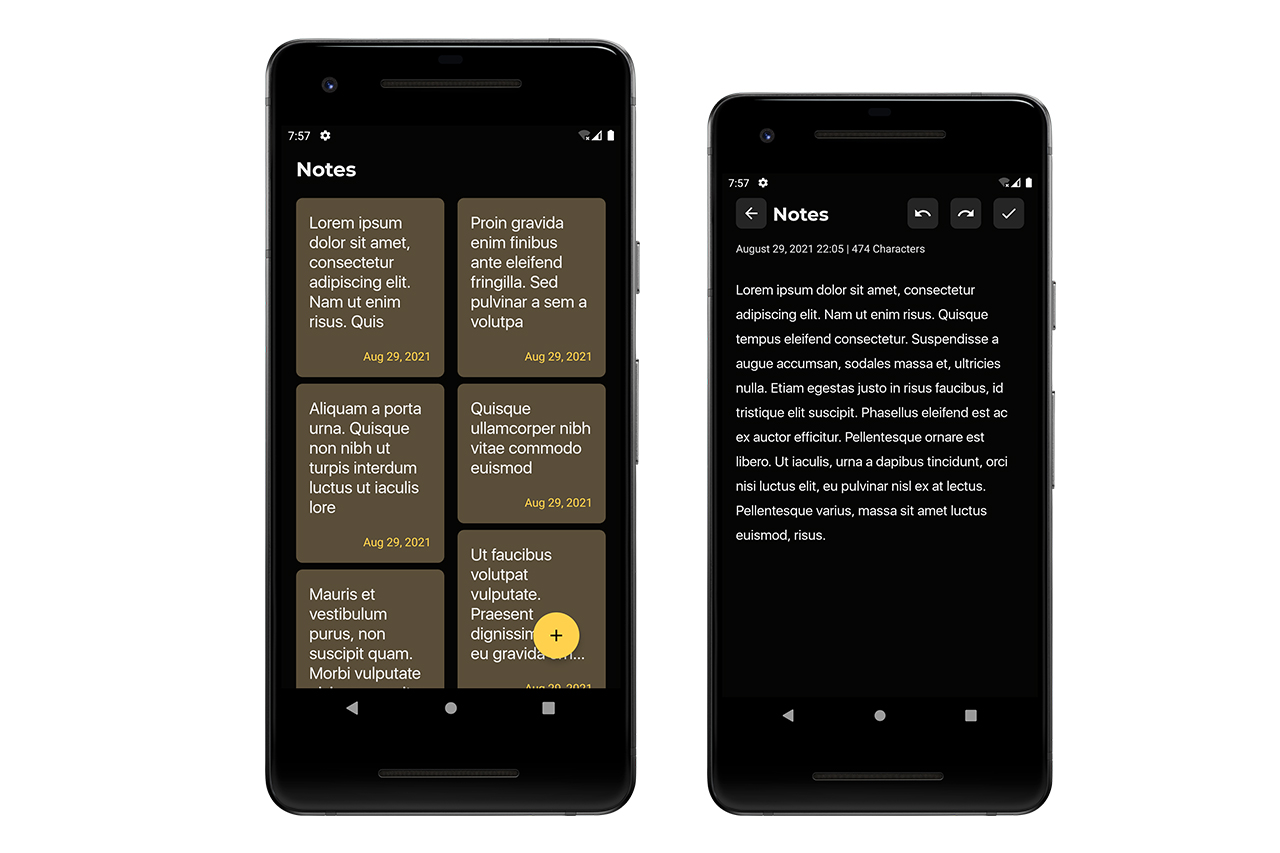 7:57
Notes
Lorem ipsum
dolor sit amet,
consectetur
adipiscing elit.
Nam ut enim
risus. Quis
Aug 29, 2021
Proin gravida
enim finibus
ante eleifend
fringilla. Sed
pulvinar a sem a
volutpa
Aug 29, 2021
Aliquam a porta
urna. Quisque
non nibh ut
turpis interdum
luctus ut iaculis
lore
Aug 29, 2021
Quisque
ullamcorper nibh
vitae commodo
euismod
Aug 29, 2021
Mauris et
vestibulum
purus, non
suscipit quam.
Morbi vulputate
Ut faucibus
volutpat
vulputate.
Praesent
dignissim
eu gravida
Aug 29, 2021
7:57
Notes
August 29, 2021 22:05 | 474 Characters
Lorem ipsum dolor sit amet, consectetur
adipiscing elit. Nam ut enim risus. Quisque
tempus eleifend consectetur. Suspendisse a
augue accumsan, sodales massa et, ultricies
nulla. Etiam egestas justo in risus faucibus, id
tristique elit suscipit. Phasellus eleifend est ac
ex auctor efficitur. Pellentesque ornare est
libero. Ut iaculis, urna a dapibus tincidunt, orci
nisi luctus elit, eu pulvinar nisl ex at lectus.
Pellentesque varius, massa sit amet luctus
euismod, risus.